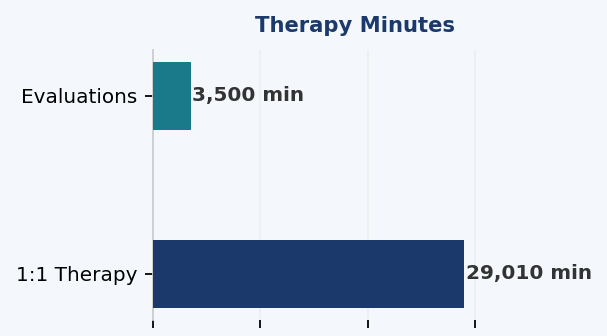 Therapy Minutes
Evaluations 3,500 min
1:1 Therapy 29,010 min